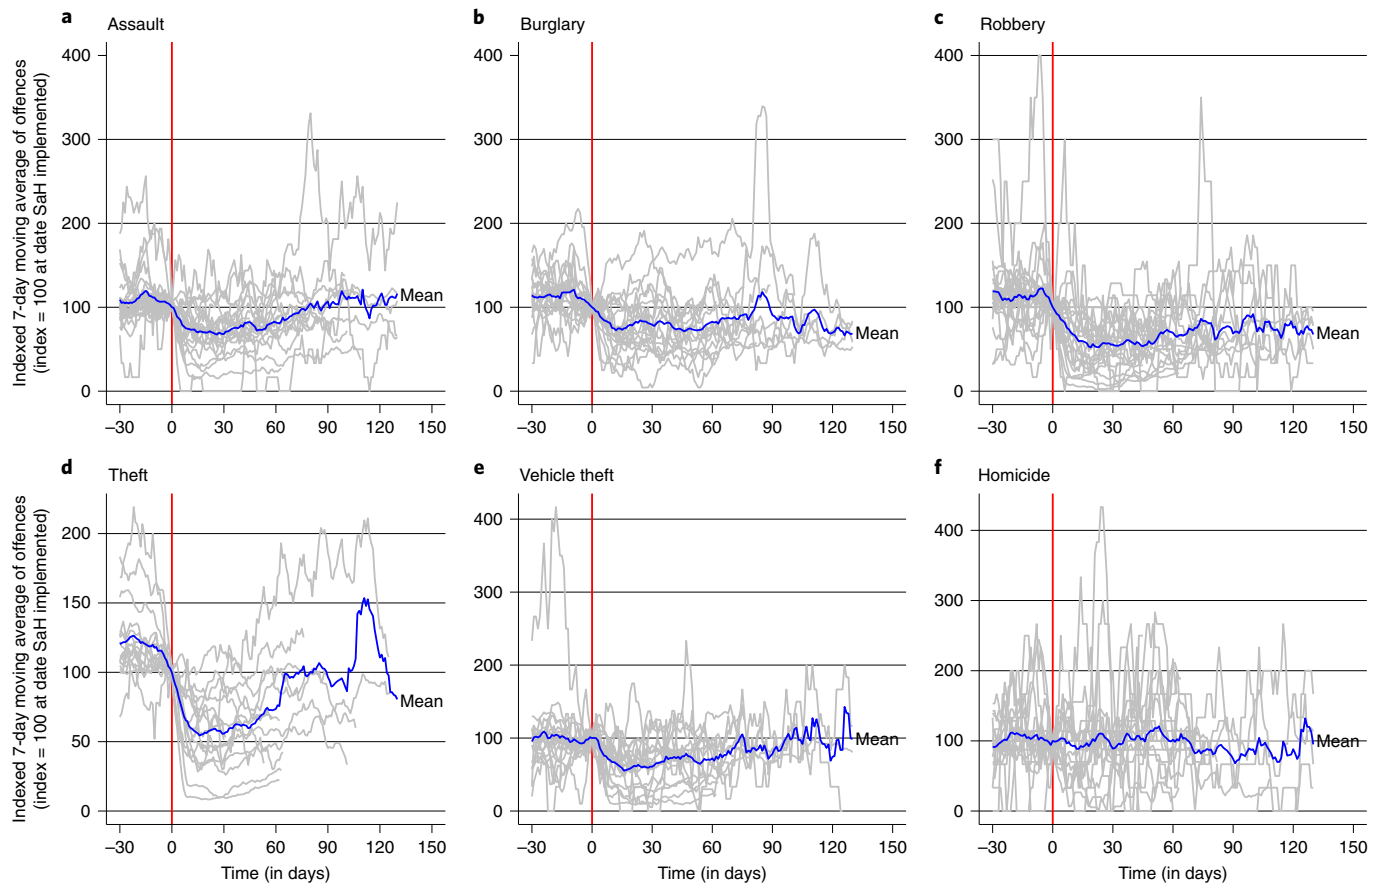 a Assault
b Burglary
c Robbery
Indexed 7-day moving average of offences
(index = 100 at date SaH implemented)
400
300
200
100
0
Mean
–30 0 30 60 90 120 150
400
300
200
100
0
Mean
–30 0 30 60 90 120 150
400
300
200
100
0
Mean
–30 0 30 60 90 120 150
d Theft
e Vehicle theft
f Homicide
Indexed 7-day moving average of offences
(index = 100 at date SaH implemented)
200
150
100
50
0
Mean
–30 0 30 60 90 120 150
Time (in days)
400
300
200
100
0
Mean
–30 0 30 60 90 120 150
Time (in days)
400
300
200
100
0
Mean
–30 0 30 60 90 120 150
Time (in days)